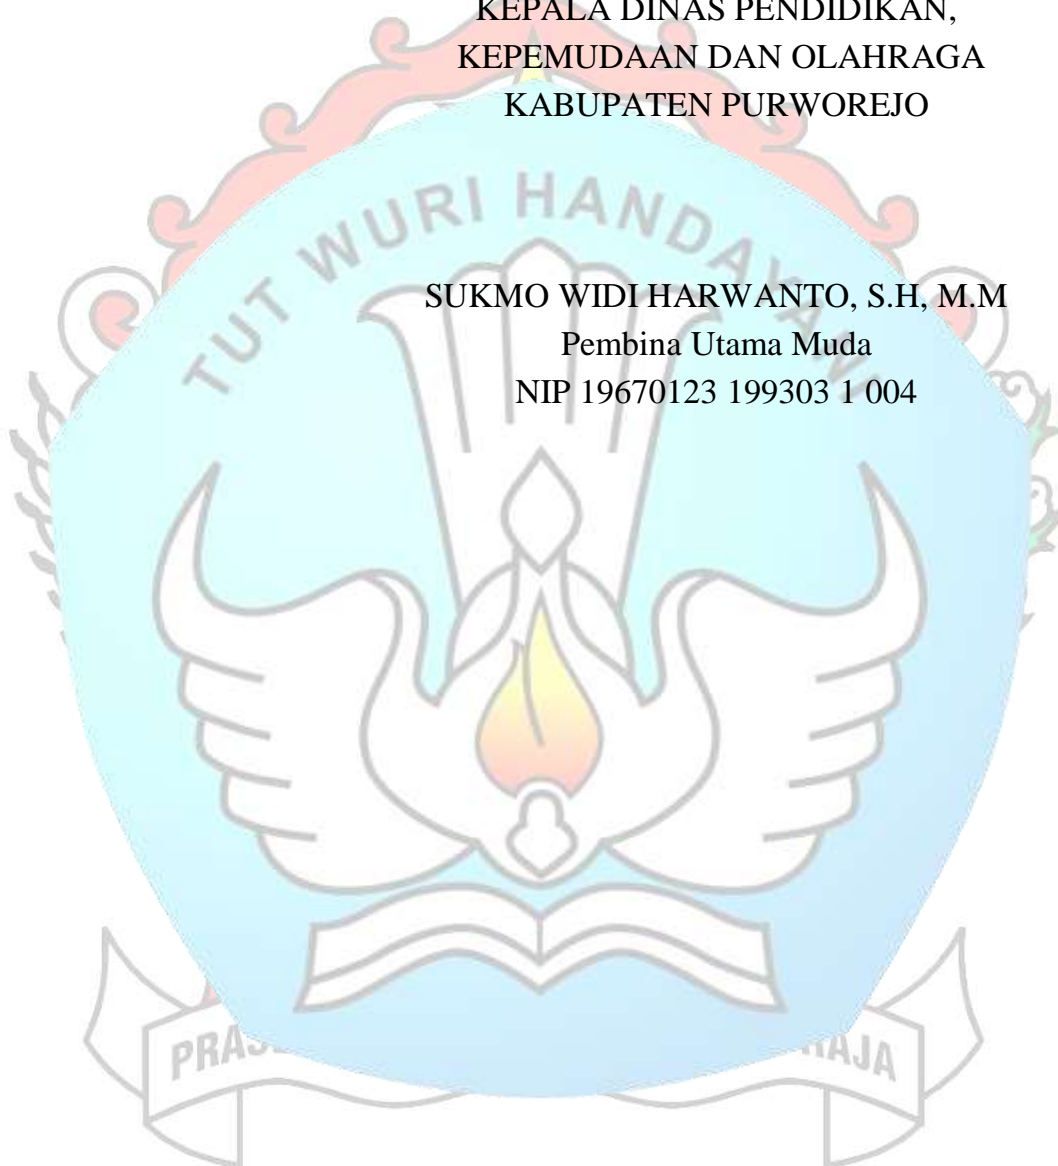 KEPALA DINAS PENDIDIKAN,
KEPEMUDAAN DAN OLAHRAGA
KABUPATEN PURWOREJO
TUT WURI HANDAYANI
SUKMO WIDI HARWANTO, S.H, M.M
Pembina Utama Muda
NIP 19670123 199303 1 004